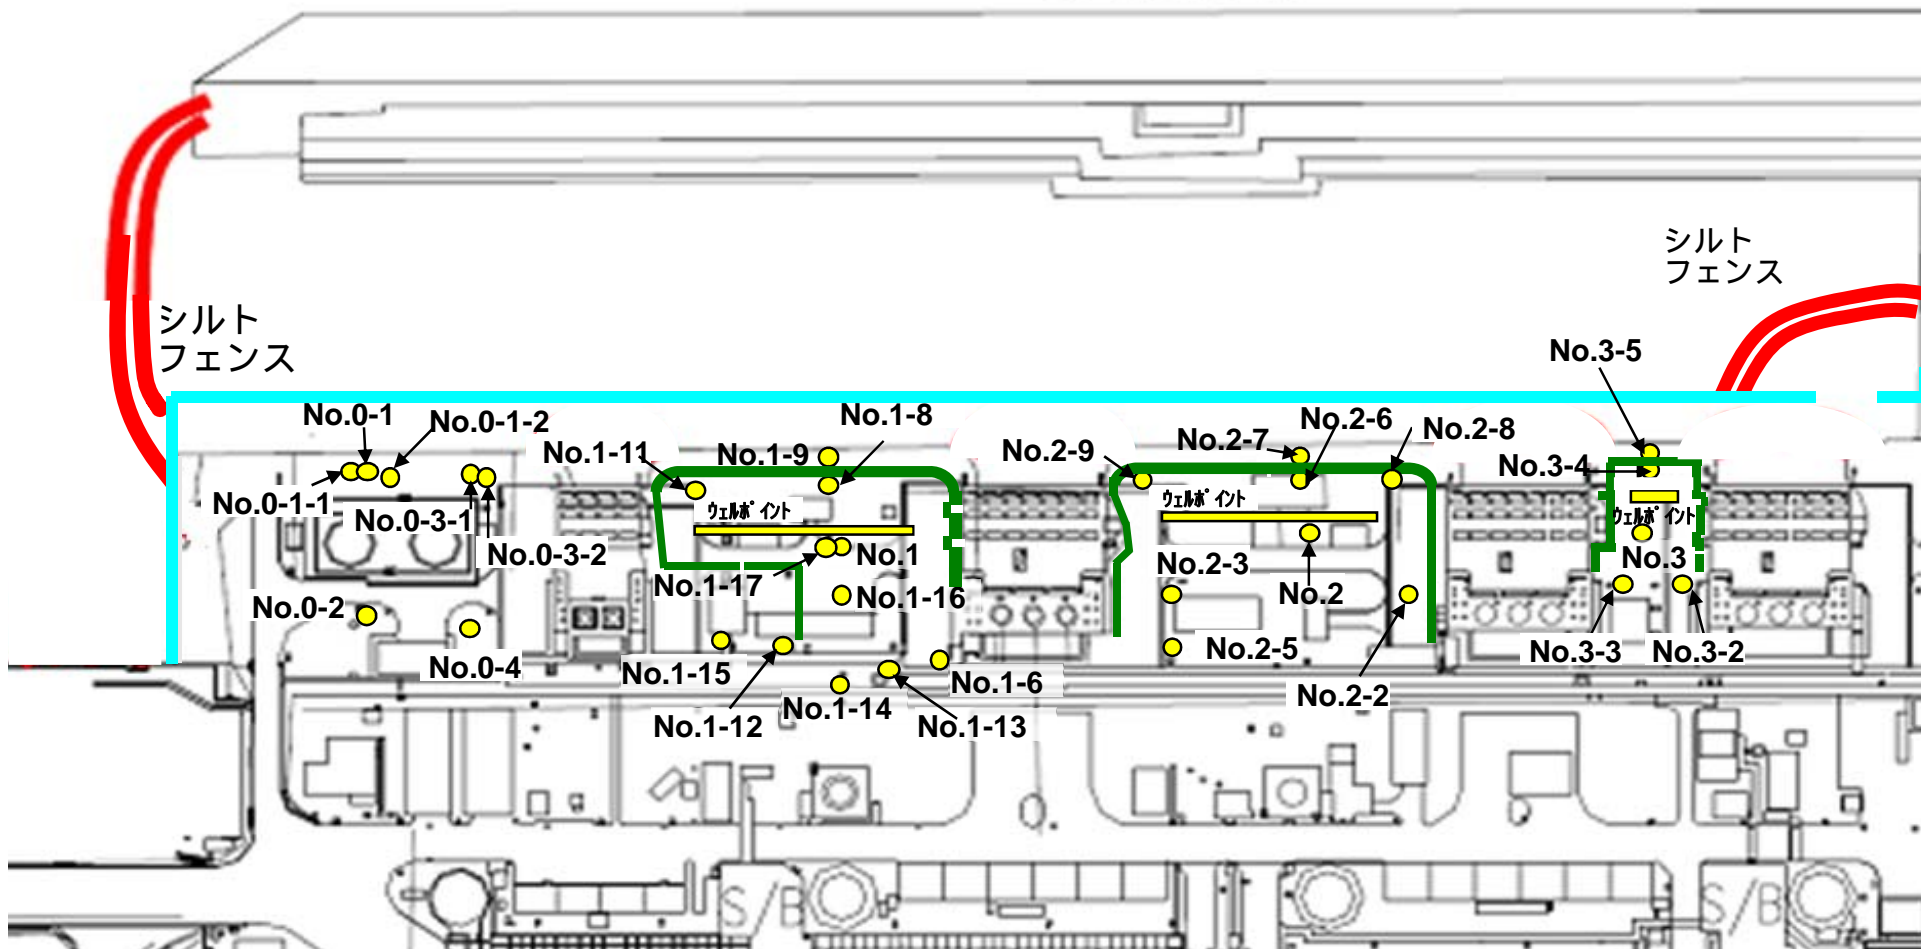 シルト
フェンス
シルト
フェンス
No.3-5
No.0-1
No.0-1-2
No.1-8
No.2-6
No.2-8
No.1-11
No.1-9
No.2-9
No.2-7
No.3-4
No.0-1-1
No.0-3-1
ｳｪﾙﾎﾟｲﾝﾄ
ｳｪﾙﾎﾟｲﾝﾄ
ｳｪﾙﾎﾟｲﾝﾄ
No.0-3-2
No.1-17
No.1
No.2-3
No.3
No.0-2
No.1-16
No.2
No.0-4
No.1-15
No.1-6
No.2-5
No.3-3
No.3-2
No.1-12
No.1-14
No.1-13
No.2-2
S/B
S/B